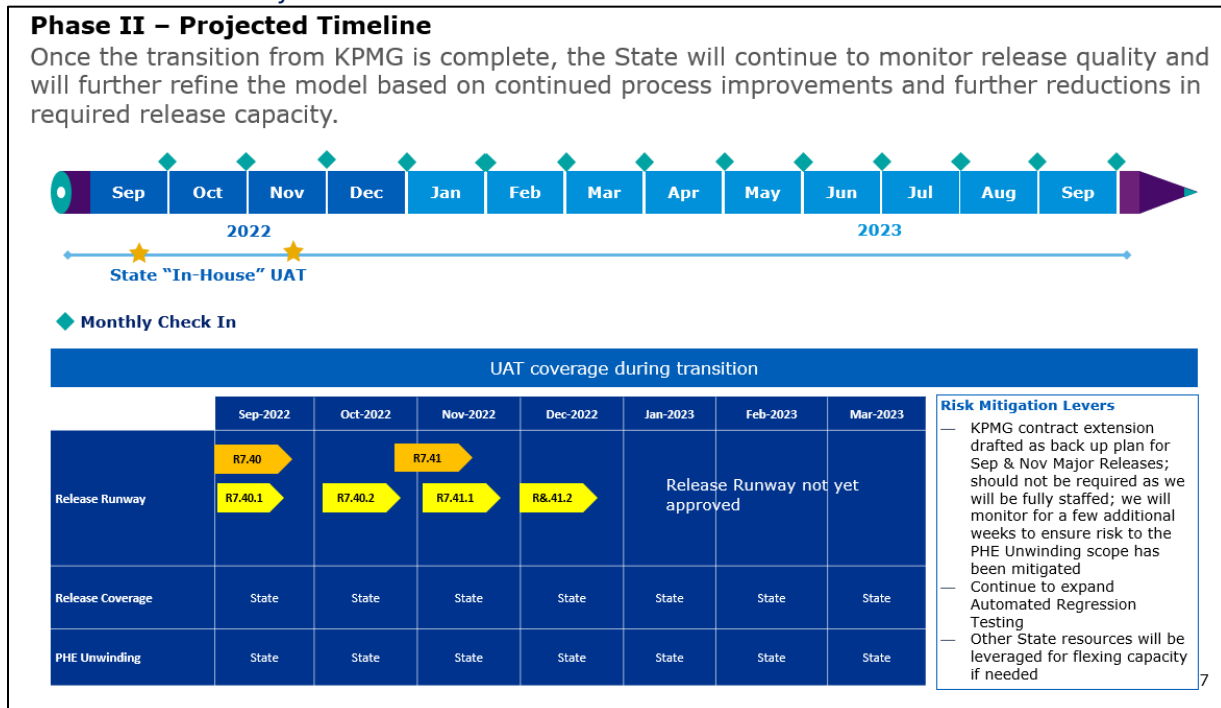 Phase II – Projected Timeline
Once the transition from KPMG is complete, the State will continue to monitor release quality and
will further refine the model based on continued process improvements and further reductions in
required release capacity.
Sep Oct Nov Dec Jan Feb Mar Apr May Jun Jul Aug Sep
2022 2023
State “In-House” UAT
Monthly Check In
UAT coverage during transition
Sep-2022 Oct-2022 Nov-2022 Dec-2022 Jan-2023 Feb-2023 Mar-2023
R7.40 R7.41
Release Runway
R7.40.1 R7.40.2 R7.41.1 R&.41.2
Release Runway not yet
approved
Release Coverage State State State State State State State
PHE Unwinding State State State State State State State
Risk Mitigation Levers
— KPMG contract extension
drafted as back up plan for
Sep & Nov Major Releases;
should not be required as we
will be fully staffed; we will
monitor for a few additional
weeks to ensure risk to the
PHE Unwinding scope has
been mitigated
— Continue to expand
Automated Regression
Testing
— Other State resources will be
leveraged for flexing capacity
if needed
7